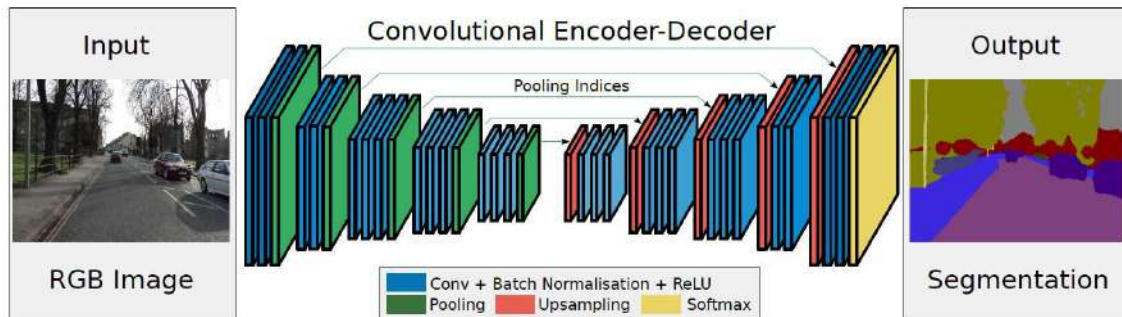 Input
Convolutional Encoder-Decoder
Output
Pooling Indices
RGB Image
Conv + Batch Normalisation + ReLU
Pooling
Upsampling
Softmax
Segmentation